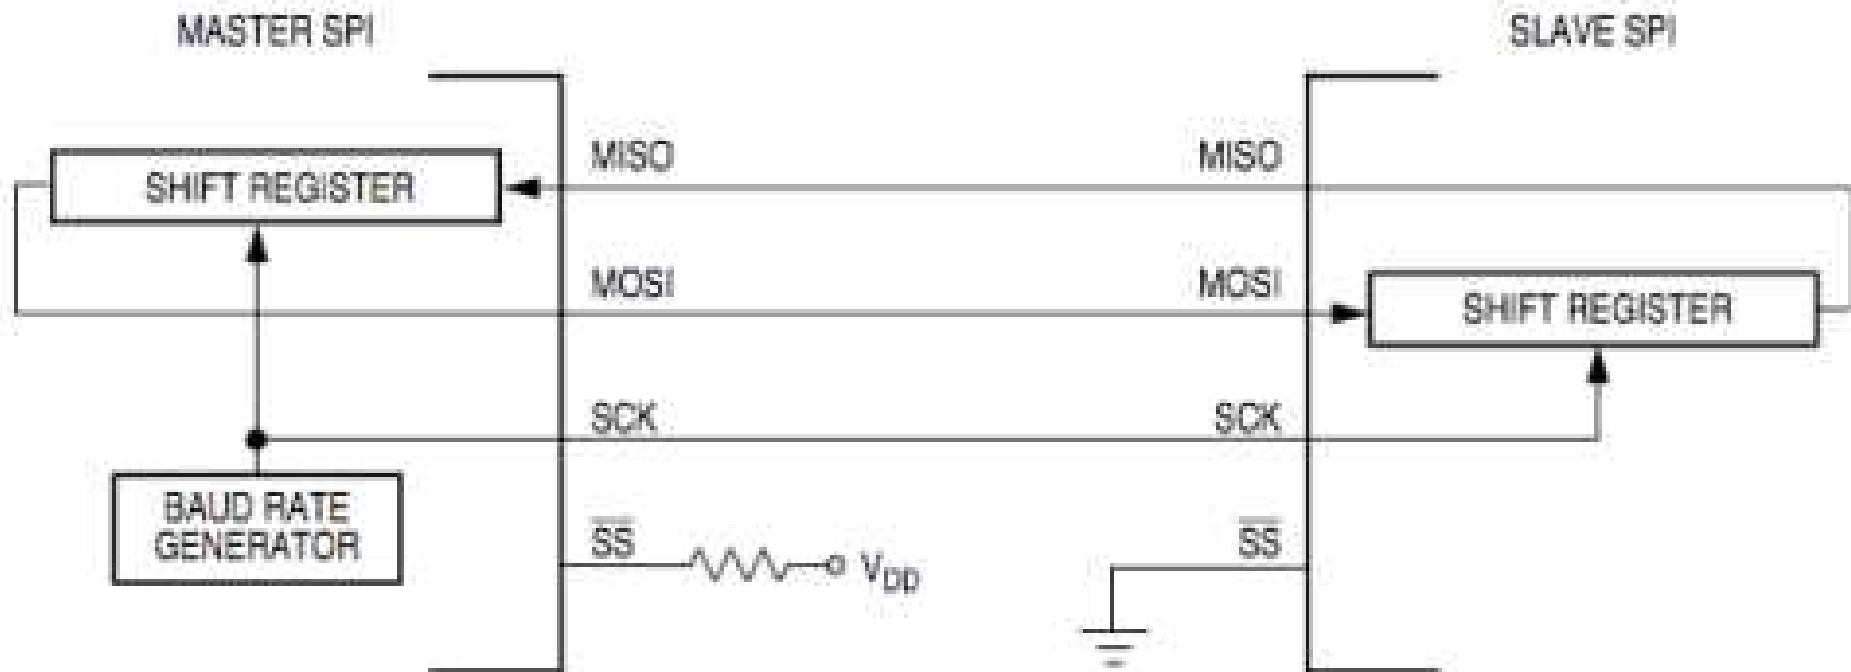 MASTER SPI
SLAVE SPI
MISO
MISO
SHIFT REGISTER
MOSI
MOSI
SHIFT REGISTER
SCK
SCK
BAUD RATE
GENERATOR
SS
VDD
SS